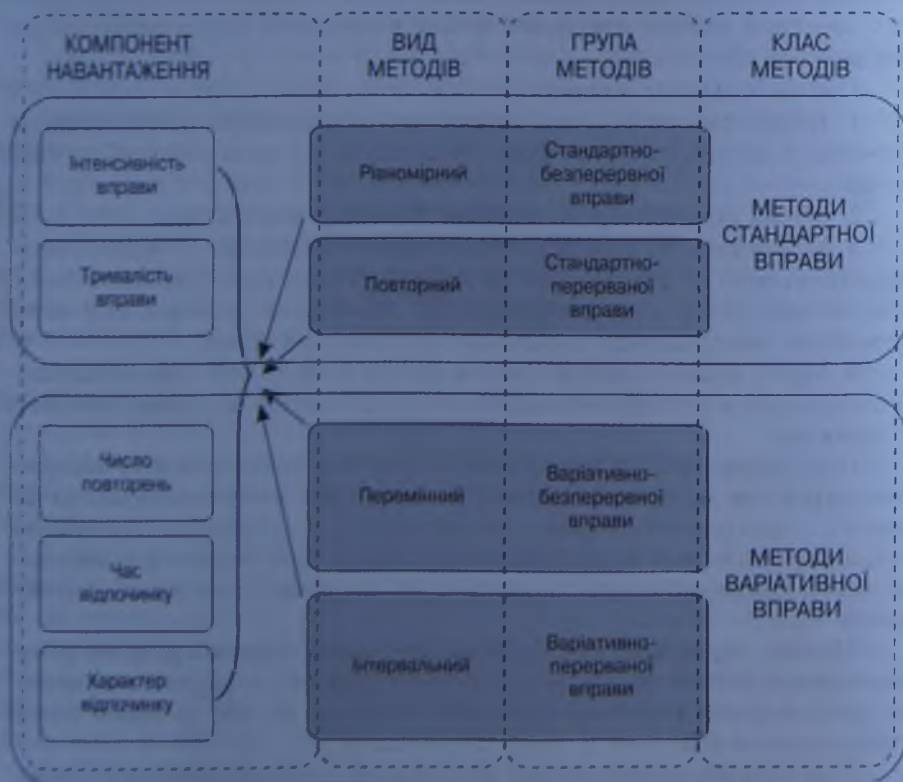 КОМПОНЕНТ
НАВАНТАЖЕННЯ
ВИД
МЕТОДІВ
ГРУПА
МЕТОДІВ
КЛАС
МЕТОДІВ
Інтенсивність
вправи
Тривалість
вправи
Рівномірний
Стандартно-
безперервної
вправи
Повторний
Стандартно-
перерваної
вправи
МЕТОДИ
СТАНДАРТНОЇ
ВПРАВИ
Число
повторень
Час
відпочинку
Характер
відпочинку
Перемінний
Варіативно-
безперервної
вправи
Інтервальний
Варіативно-
перерваної
вправи
МЕТОДИ
ВАРІАТИВНОЇ
ВПРАВИ